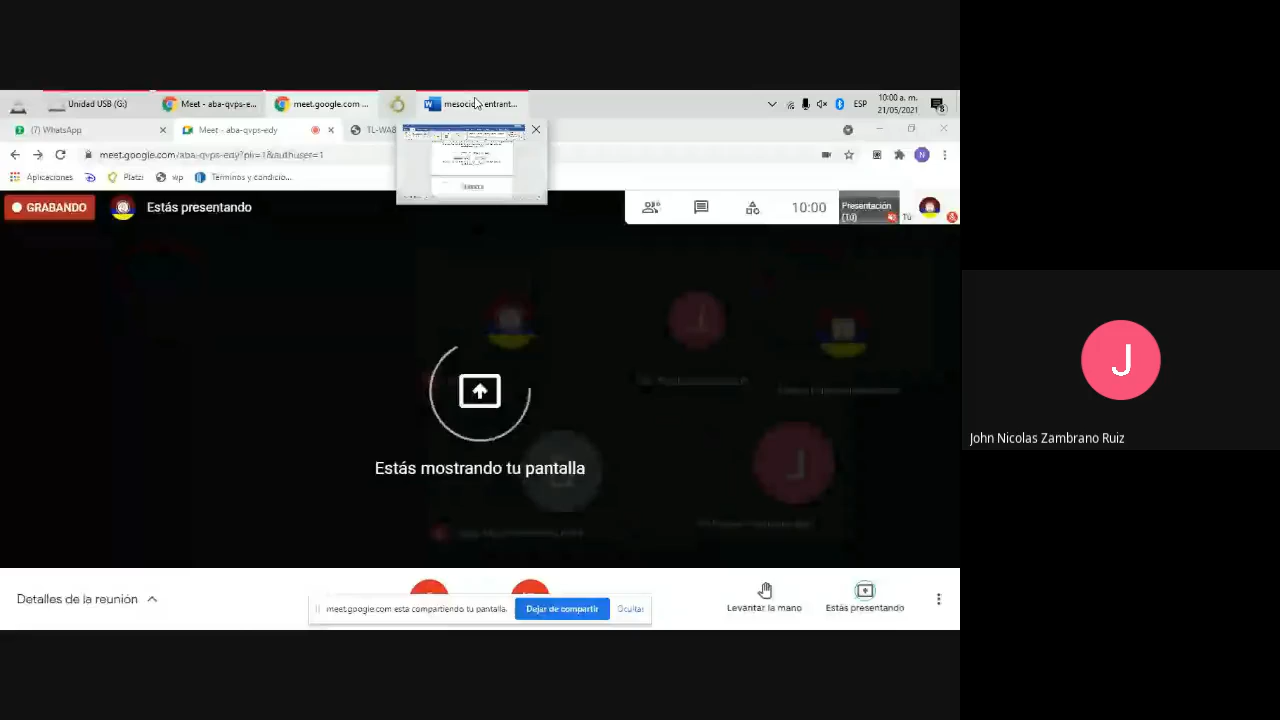 Unidad USB (G:)
Meet - aba-qvps-e...
meet.google.com ...
W
entrant...
ESP
10:00 a. m.
21/05/2021
(7) WhatsApp
Meet - aba-qvps-edy
meet.google.com/aba-qvps-edy?pli=1&authuser=1
N
Aplicaciones
Platzi
wp
Términos y condicio...
GRABANDO
Estás presentando
10:00
Presentación
(Tú)
Tú
J
Estás mostrando tu pantalla
J
John Nicolas Zambrano Ruiz
Detalles de la reunión
meet.google.com está compartiendo tu pantalla.
Dejar de compartir
Ocultar
Levantar la mano
Estás presentando